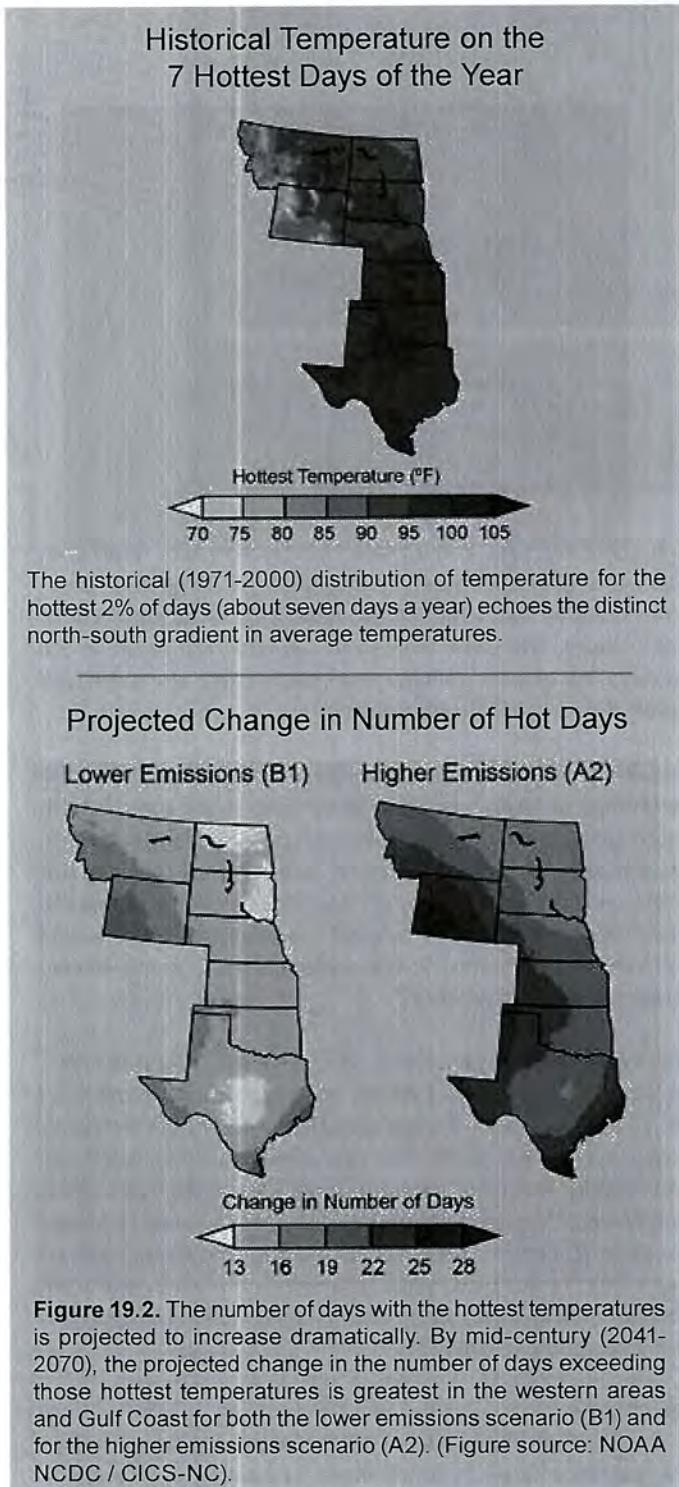 Historical Temperature on the
7 Hottest Days of the Year
Hottest Temperature (°F)
70 75 80 85 90 95 100 105
The historical (1971-2000) distribution of temperature for the
hottest 2% of days (about seven days a year) echoes the distinct
north-south gradient in average temperatures.
Projected Change in Number of Hot Days
Lower Emissions (B1) Higher Emissions (A2)
Change in Number of Days
13 16 19 22 25 28
Figure 19.2. The number of days with the hottest temperatures
is projected to increase dramatically. By mid-century (2041-
2070), the projected change in the number of days exceeding
those hottest temperatures is greatest in the western areas
and Gulf Coast for both the lower emissions scenario (B1) and
for the higher emissions scenario (A2). (Figure source: NOAA
NCDC / CICS-NC).